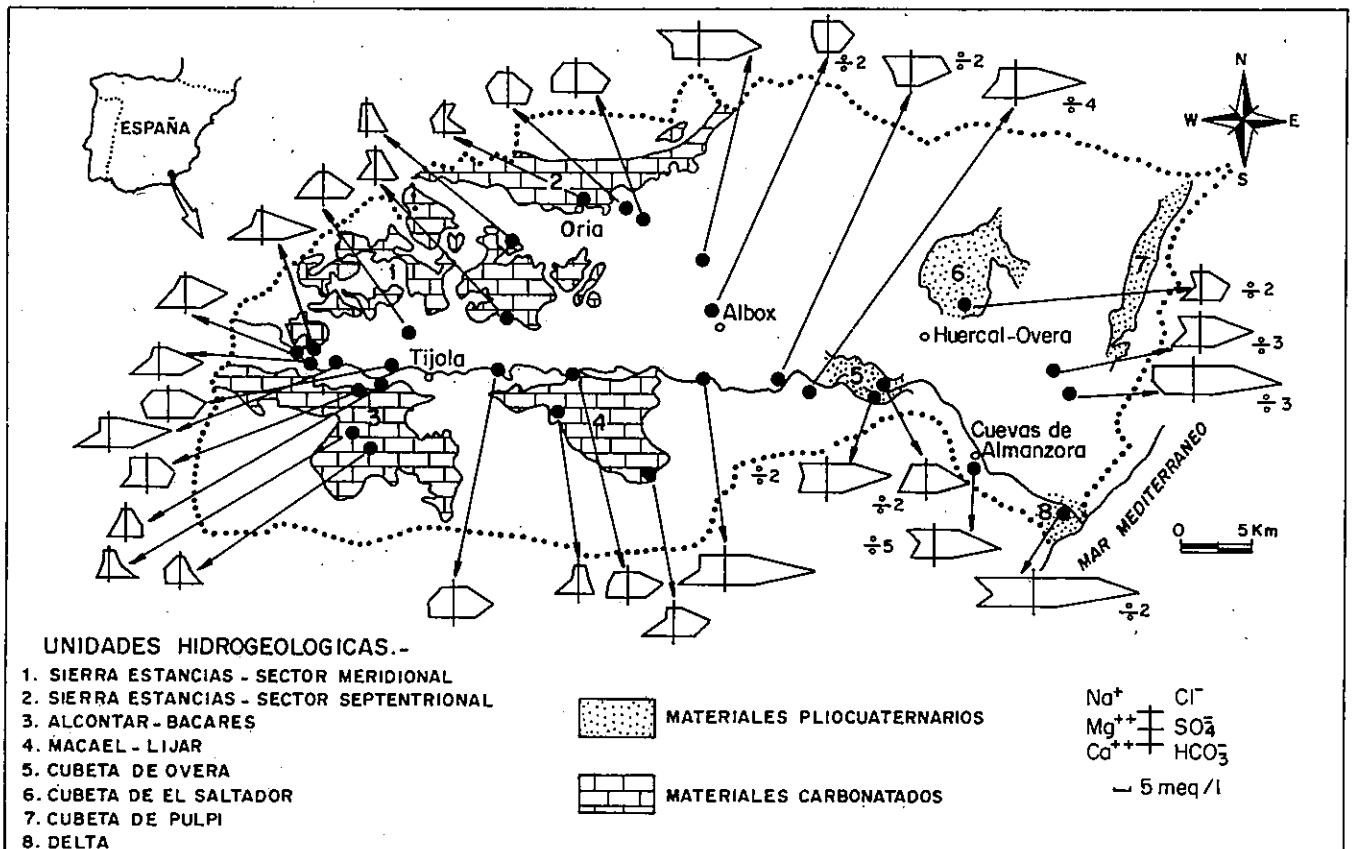 ESPAÑA
N
W
E
S
÷2
÷2
÷4
2
Oria
1
6
7
÷2
Albox
Huercal-Overa
÷3
Tijola
5
÷3
3
4
Cuevas de
Almanzora
÷2
÷2
8
MAR MEDITERRANEO
÷5
0 5 Km
÷2
UNIDADES HIDROGEOLOGICAS.-
1. SIERRA ESTANCIAS - SECTOR MERIDIONAL
2. SIERRA ESTANCIAS - SECTOR SEPTENTRIONAL
3. ALCONTAR - BACARES
4. MACAEL - LIJAR
5. CUBETA DE OVERA
6. CUBETA DE EL SALTADOR
7. CUBETA DE PULPI
8. DELTA
MATERIALES PLIOCUATERNARIOS
MATERIALES CARBONATADOS
Na⁺ Cl⁻
Mg⁺⁺ SO₄⁼
Ca⁺⁺ HCO₃⁻
5 meq/l